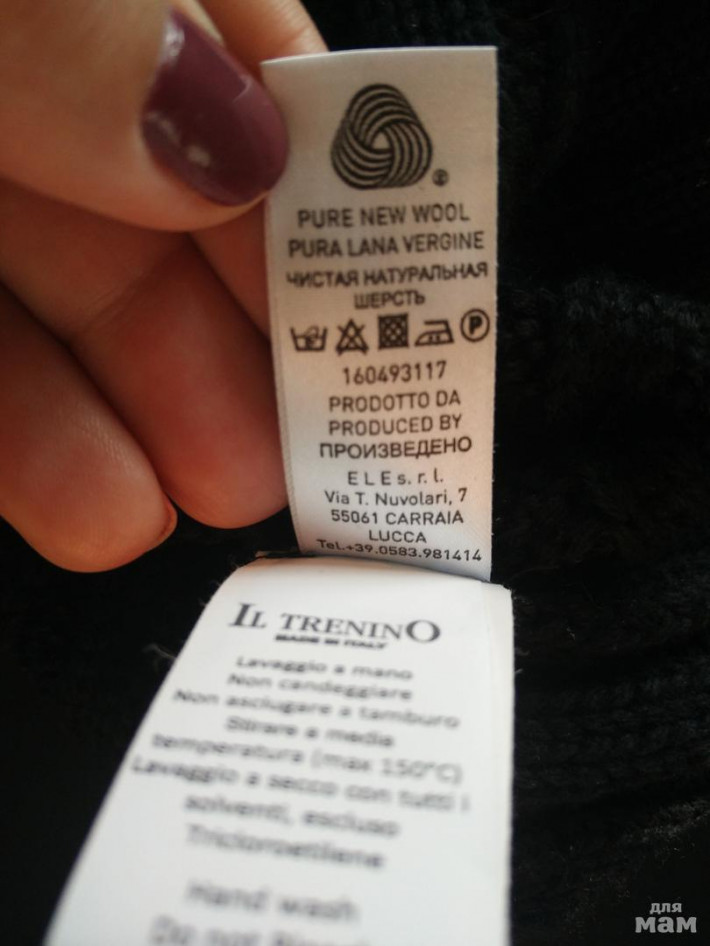 PURE NEW WOOL
PURA LANA VERGINE
ЧИСТАЯ НАТУРАЛЬНАЯ
ШЕРСТЬ
P
160493117
PRODOTTO DA
PRODUCED BY
ПРОИЗВЕДЕНО
E L E s. r. l.
Via T. Nuvolari, 7
55061 CARRAIA
LUCCA
Tel.+39.0583.981414
IL TRENINO
MADE IN ITALY
Lavaggio a mano
Non candeggiare
Non asciugare a tamburo
Stirare a media
temperatura (max 150°C)
Lavaggio a secco con tutti i
solventi, escluso
Tricloroetilene
Hand wash
Do not
для
мам